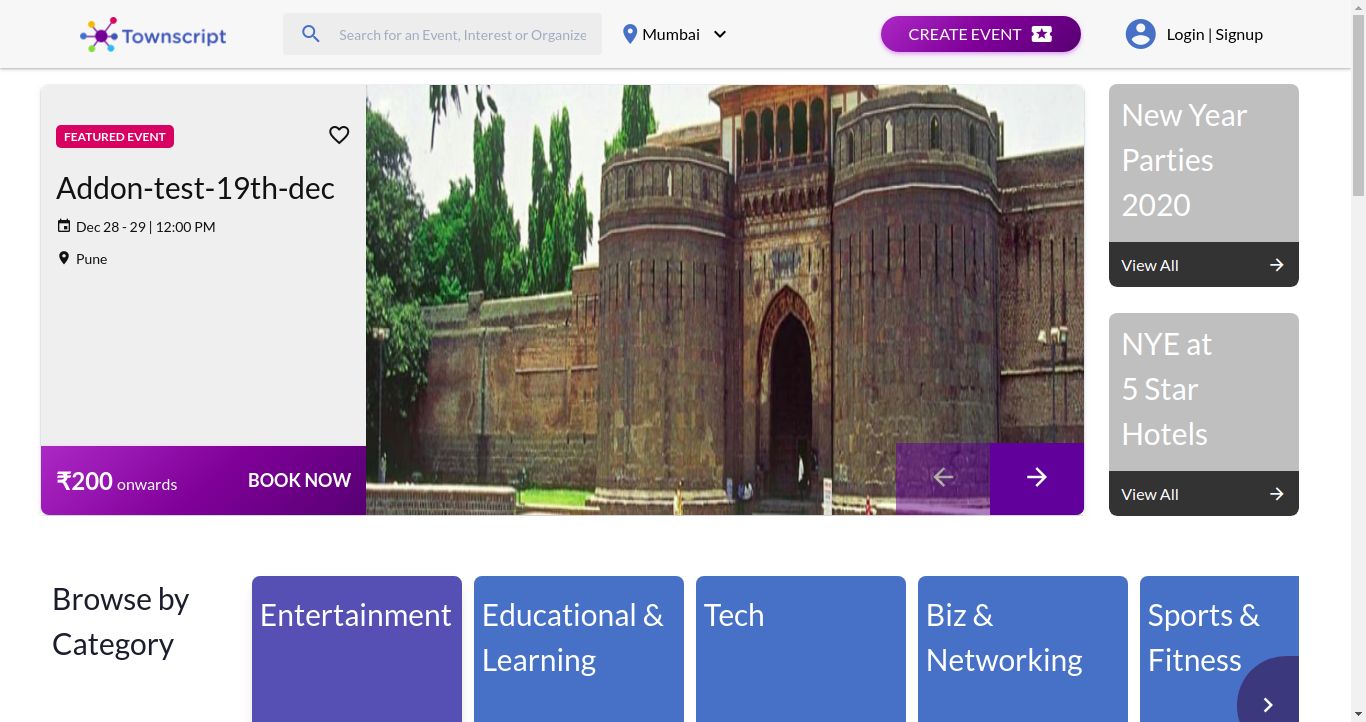 Townscript
Search for an Event, Interest or Organize
Mumbai
CREATE EVENT
Login | Signup
FEATURED EVENT
Addon-test-19th-dec
Dec 28 - 29 | 12:00 PM
Pune
₹200 onwards
BOOK NOW
New Year
Parties
2020
View All
NYE at
5 Star
Hotels
View All
Browse by
Category
Entertainment
Educational &
Learning
Tech
Biz &
Networking
Sports &
Fitness